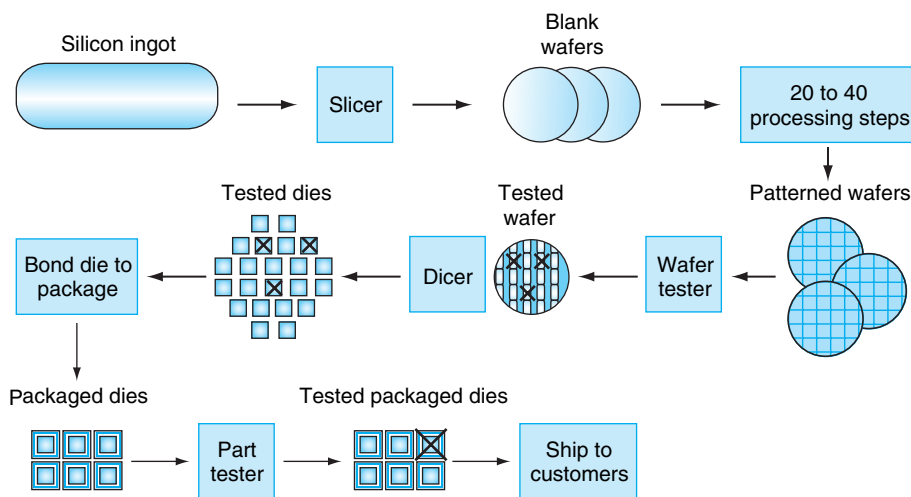 Silicon ingot
Slicer
Blank
wafers
20 to 40
processing steps
Patterned wafers
Wafer
tester
Tested
wafer
Dicer
Tested dies
Bond die to
package
Packaged dies
Part
tester
Tested packaged dies
Ship to
customers